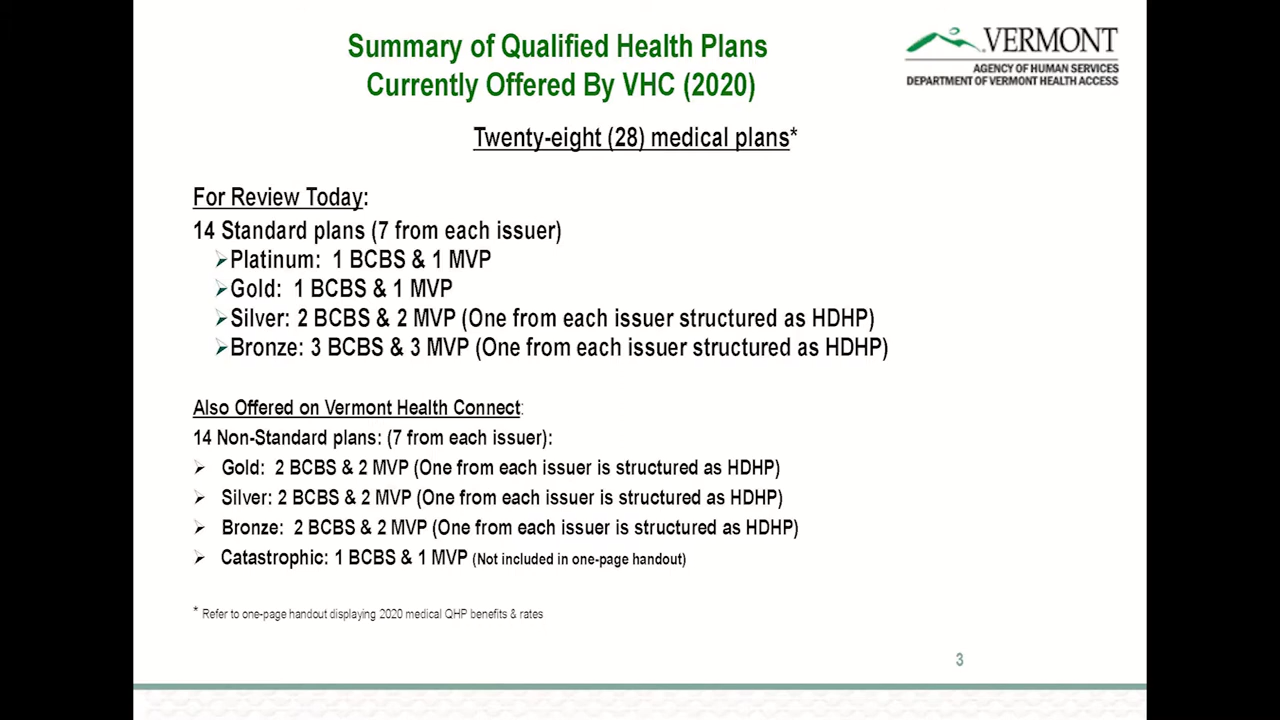 Summary of Qualified Health Plans
Currently Offered By VHC (2020)
VERMONT
AGENCY OF HUMAN SERVICES
DEPARTMENT OF VERMONT HEALTH ACCESS
Twenty-eight (28) medical plans*
For Review Today:
14 Standard plans (7 from each issuer)
➢Platinum: 1 BCBS & 1 MVP
➢Gold: 1 BCBS & 1 MVP
➢Silver: 2 BCBS & 2 MVP (One from each issuer structured as HDHP)
➢Bronze: 3 BCBS & 3 MVP (One from each issuer structured as HDHP)
Also Offered on Vermont Health Connect:
14 Non-Standard plans: (7 from each issuer):
➢ Gold: 2 BCBS & 2 MVP (One from each issuer is structured as HDHP)
➢ Silver: 2 BCBS & 2 MVP (One from each issuer is structured as HDHP)
➢ Bronze: 2 BCBS & 2 MVP (One from each issuer is structured as HDHP)
➢ Catastrophic: 1 BCBS & 1 MVP (Not included in one-page handout)
* Refer to one-page handout displaying 2020 medical QHP benefits & rates
3